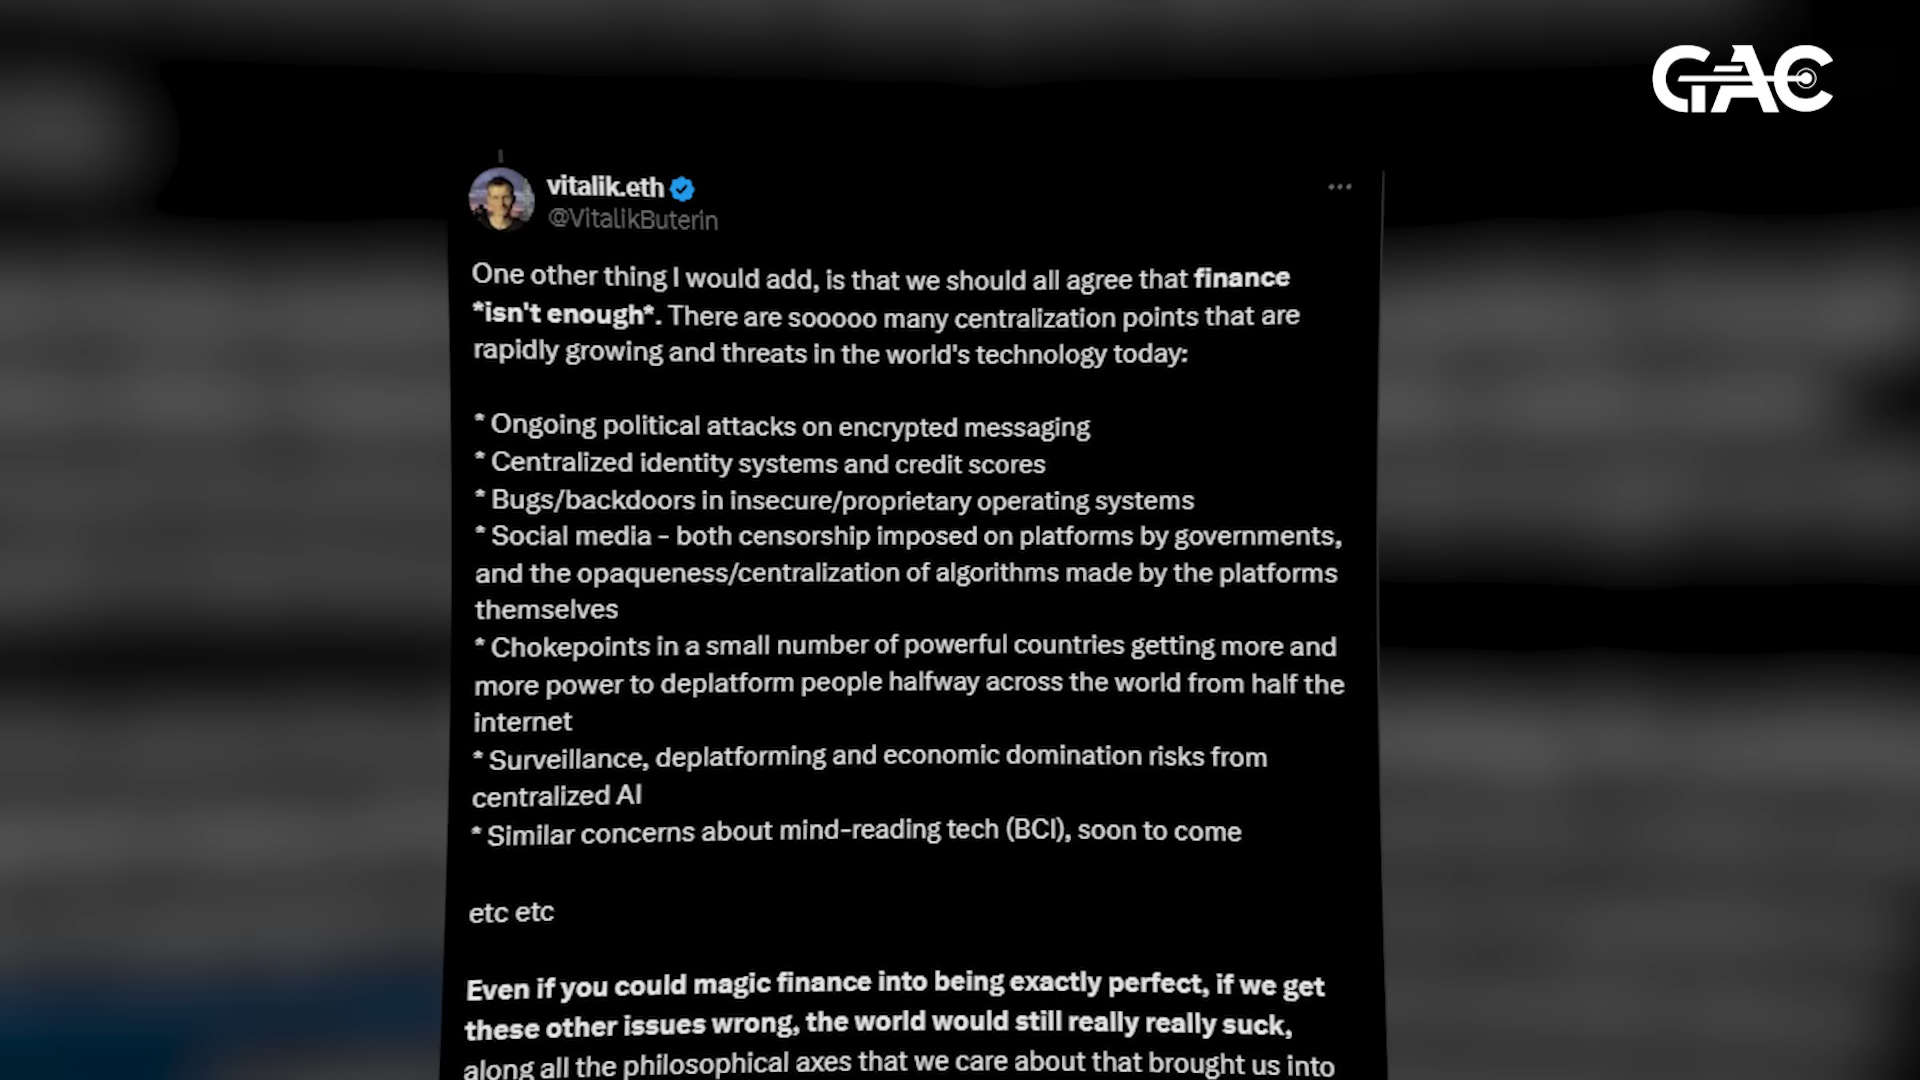 GAC
vitalik.eth
@VitalikButerin
One other thing I would add, is that we should all agree that finance
*isn't enough*. There are sooooo many centralization points that are
rapidly growing and threats in the world's technology today:
* Ongoing political attacks on encrypted messaging
* Centralized identity systems and credit scores
* Bugs/backdoors in insecure/proprietary operating systems
* Social media - both censorship imposed on platforms by governments,
and the opaqueness/centralization of algorithms made by the platforms
themselves
* Chokepoints in a small number of powerful countries getting more and
more power to deplatform people halfway across the world from half the
internet
* Surveillance, deplatforming and economic domination risks from
centralized AI
* Similar concerns about mind-reading tech (BCI), soon to come
etc etc
Even if you could magic finance into being exactly perfect, if we get
these other issues wrong, the world would still really really suck,
along all the philosophical axes that we care about that brought us into